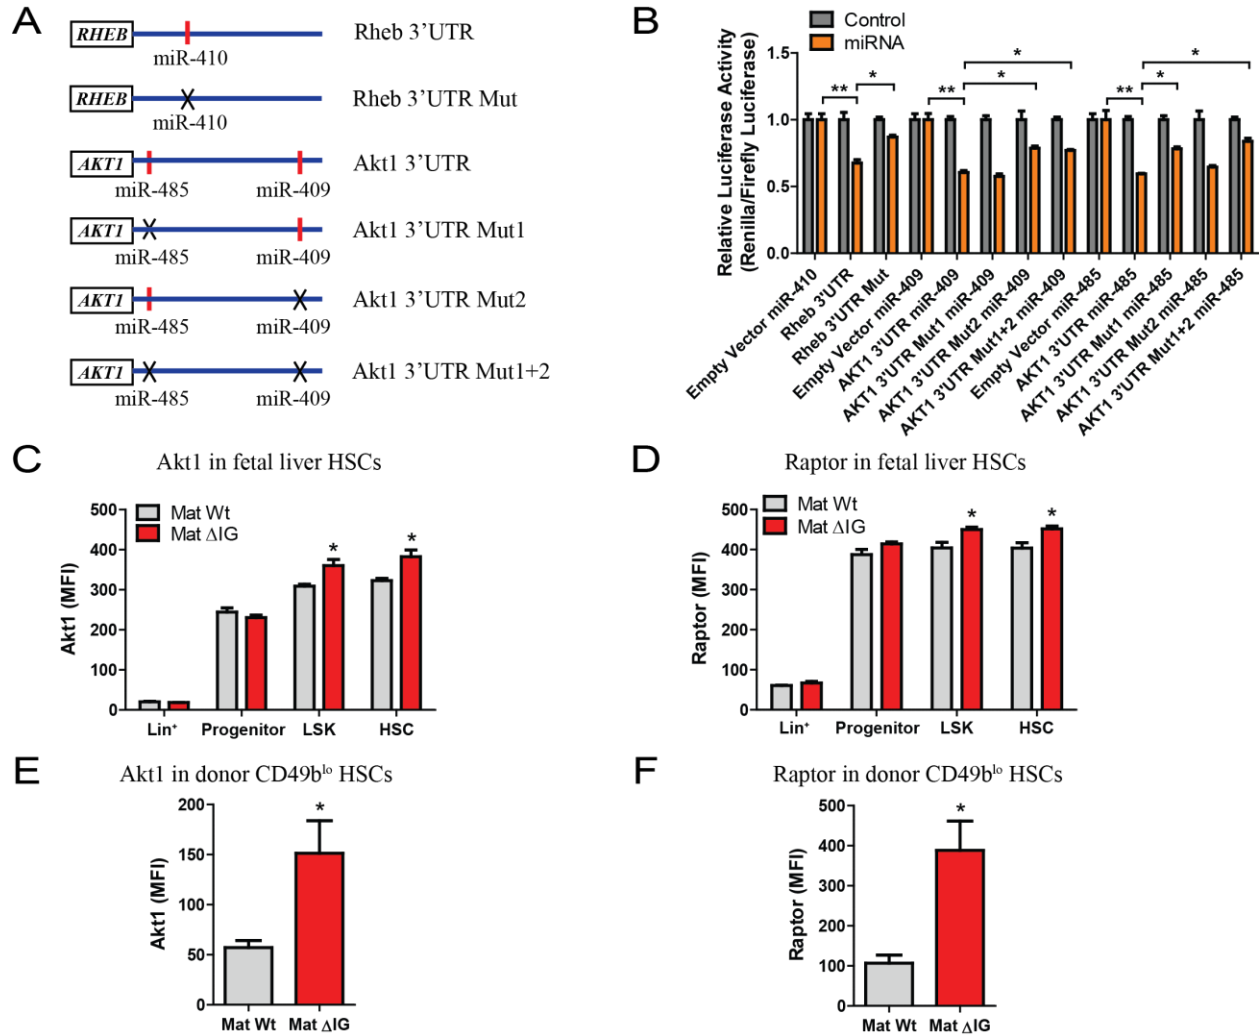 A
RHEB
miR-410
Rheb 3’UTR
RHEB
miR-410
Rheb 3’UTR Mut
AKT1
miR-485
miR-409
Akt1 3’UTR
AKT1
miR-485
miR-409
Akt1 3’UTR Mut1
AKT1
miR-485
miR-409
Akt1 3’UTR Mut2
AKT1
miR-485
miR-409
Akt1 3’UTR Mut1+2
B
Control
miRNA
Relative Luciferase Activity
(Renilla/Firefly Luciferase)
1.5
1.0
0.5
0.0
** * ** * * ** * *
Empty Vector miR-410
Rheb 3'UTR
Rheb 3'UTR Mut
Empty Vector miR-409
AKT1 3'UTR miR-409
AKT1 3'UTR Mut1 miR-409
AKT1 3'UTR Mut2 miR-409
AKT1 3'UTR Mut1+2 miR-409
Empty Vector miR-485
AKT1 3'UTR miR-485
AKT1 3'UTR Mut1 miR-485
AKT1 3'UTR Mut2 miR-485
AKT1 3'UTR Mut1+2 miR-485
C
Akt1 in fetal liver HSCs
Mat Wt
Mat ΔIG
Akt1 (MFI)
500
400
300
200
100
0
* *
Lin⁺ Progenitor LSK HSC
D
Raptor in fetal liver HSCs
Mat Wt
Mat ΔIG
Raptor (MFI)
500
400
300
200
100
0
* *
Lin⁺ Progenitor LSK HSC
E
Akt1 in donor CD49bˡᵒ HSCs
Akt1 (MFI)
200
150
100
50
0
*
Mat Wt Mat ΔIG
F
Raptor in donor CD49bˡᵒ HSCs
Raptor (MFI)
500
400
300
200
100
0
*
Mat Wt Mat ΔIG